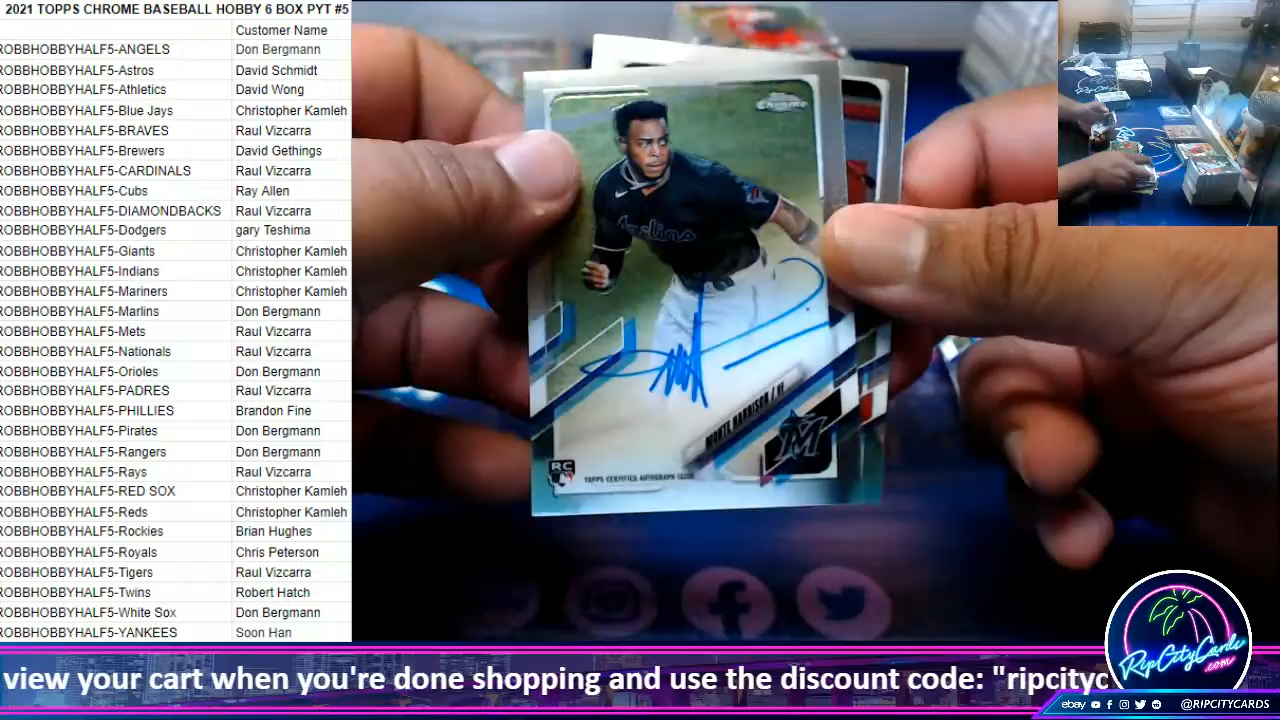 2021 TOPPS CHROME BASEBALL HOBBY 6 BOX PYT #5
Customer Name
ROBBHOBBYHALF5-ANGELS Don Bergmann
ROBBHOBBYHALF5-Astros David Schmidt
ROBBHOBBYHALF5-Athletics David Wong
ROBBHOBBYHALF5-Blue Jays Christopher Kamleh
ROBBHOBBYHALF5-BRAVES Raul Vizcarra
ROBBHOBBYHALF5-Brewers David Gethings
ROBBHOBBYHALF5-CARDINALS Raul Vizcarra
ROBBHOBBYHALF5-Cubs Ray Allen
ROBBHOBBYHALF5-DIAMONDBACKS Raul Vizcarra
ROBBHOBBYHALF5-Dodgers gary Teshima
ROBBHOBBYHALF5-Giants Christopher Kamleh
ROBBHOBBYHALF5-Indians Christopher Kamleh
ROBBHOBBYHALF5-Mariners Christopher Kamleh
ROBBHOBBYHALF5-Marlins Don Bergmann
ROBBHOBBYHALF5-Mets Raul Vizcarra
ROBBHOBBYHALF5-Nationals Raul Vizcarra
ROBBHOBBYHALF5-Orioles Don Bergmann
ROBBHOBBYHALF5-PADRES Raul Vizcarra
ROBBHOBBYHALF5-PHILLIES Brandon Fine
ROBBHOBBYHALF5-Pirates Don Bergmann
ROBBHOBBYHALF5-Rangers Don Bergmann
ROBBHOBBYHALF5-Rays Raul Vizcarra
ROBBHOBBYHALF5-RED SOX Christopher Kamleh
ROBBHOBBYHALF5-Reds Christopher Kamleh
ROBBHOBBYHALF5-Rockies Brian Hughes
ROBBHOBBYHALF5-Royals Chris Peterson
ROBBHOBBYHALF5-Tigers Raul Vizcarra
ROBBHOBBYHALF5-Twins Robert Hatch
ROBBHOBBYHALF5-White Sox Don Bergmann
ROBBHOBBYHALF5-YANKEES Soon Han
Marlins
MONTE HARRISON
M
RC
TOPPS CERTIFIED AUTOGRAPH ISSUE
view your cart when you're done shopping and use the discount code: "ripcityc
RipCityCards
.com
ebay @RIPCITYCARDS